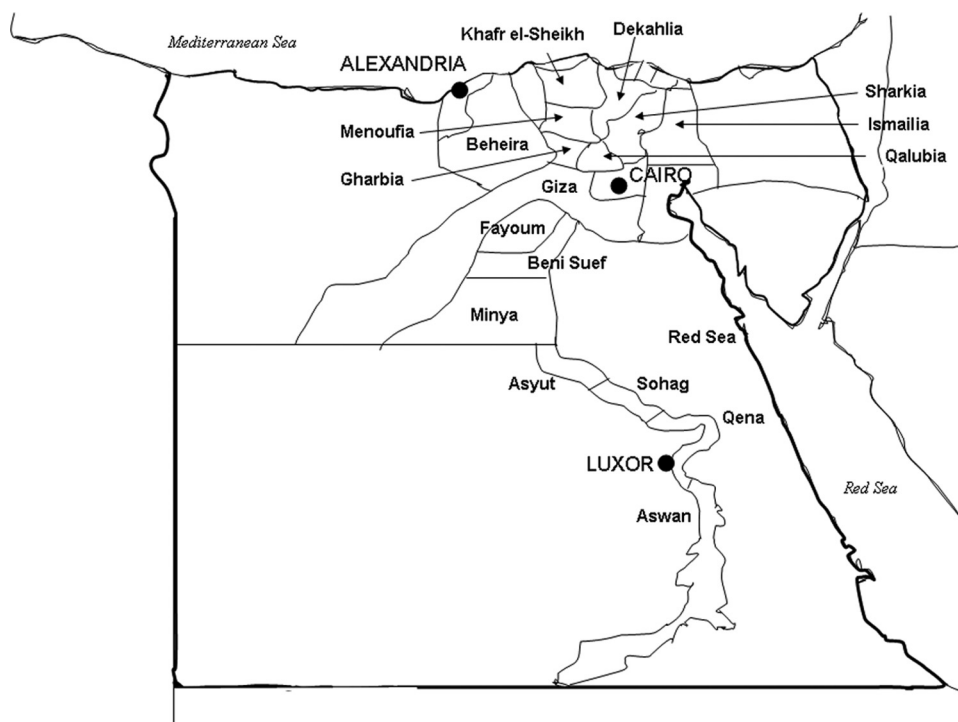 Khafr el-Sheikh
Dekahlia
Mediterranean Sea
ALEXANDRIA
Sharkia
Menoufia
Ismailia
Beheira
Qalubia
Gharbia
CAIRO
Giza
Fayoum
Beni Suef
Minya
Red Sea
Asyut
Sohag
Qena
LUXOR
Red Sea
Aswan